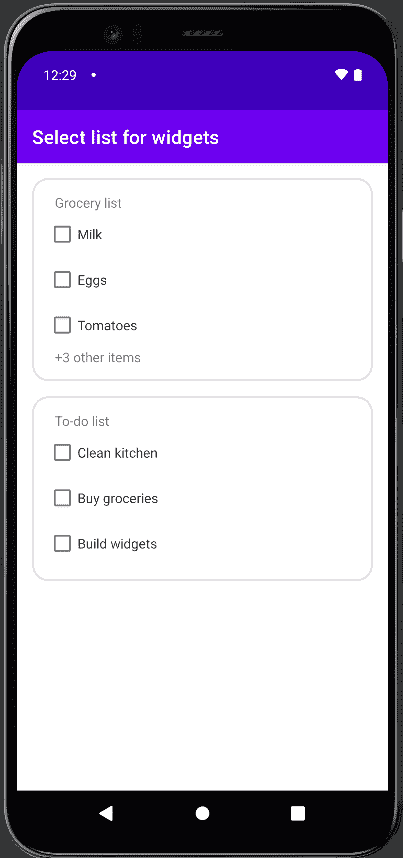 12:29
Select list for widgets
Grocery list
Milk
Eggs
Tomatoes
+3 other items
To-do list
Clean kitchen
Buy groceries
Build widgets